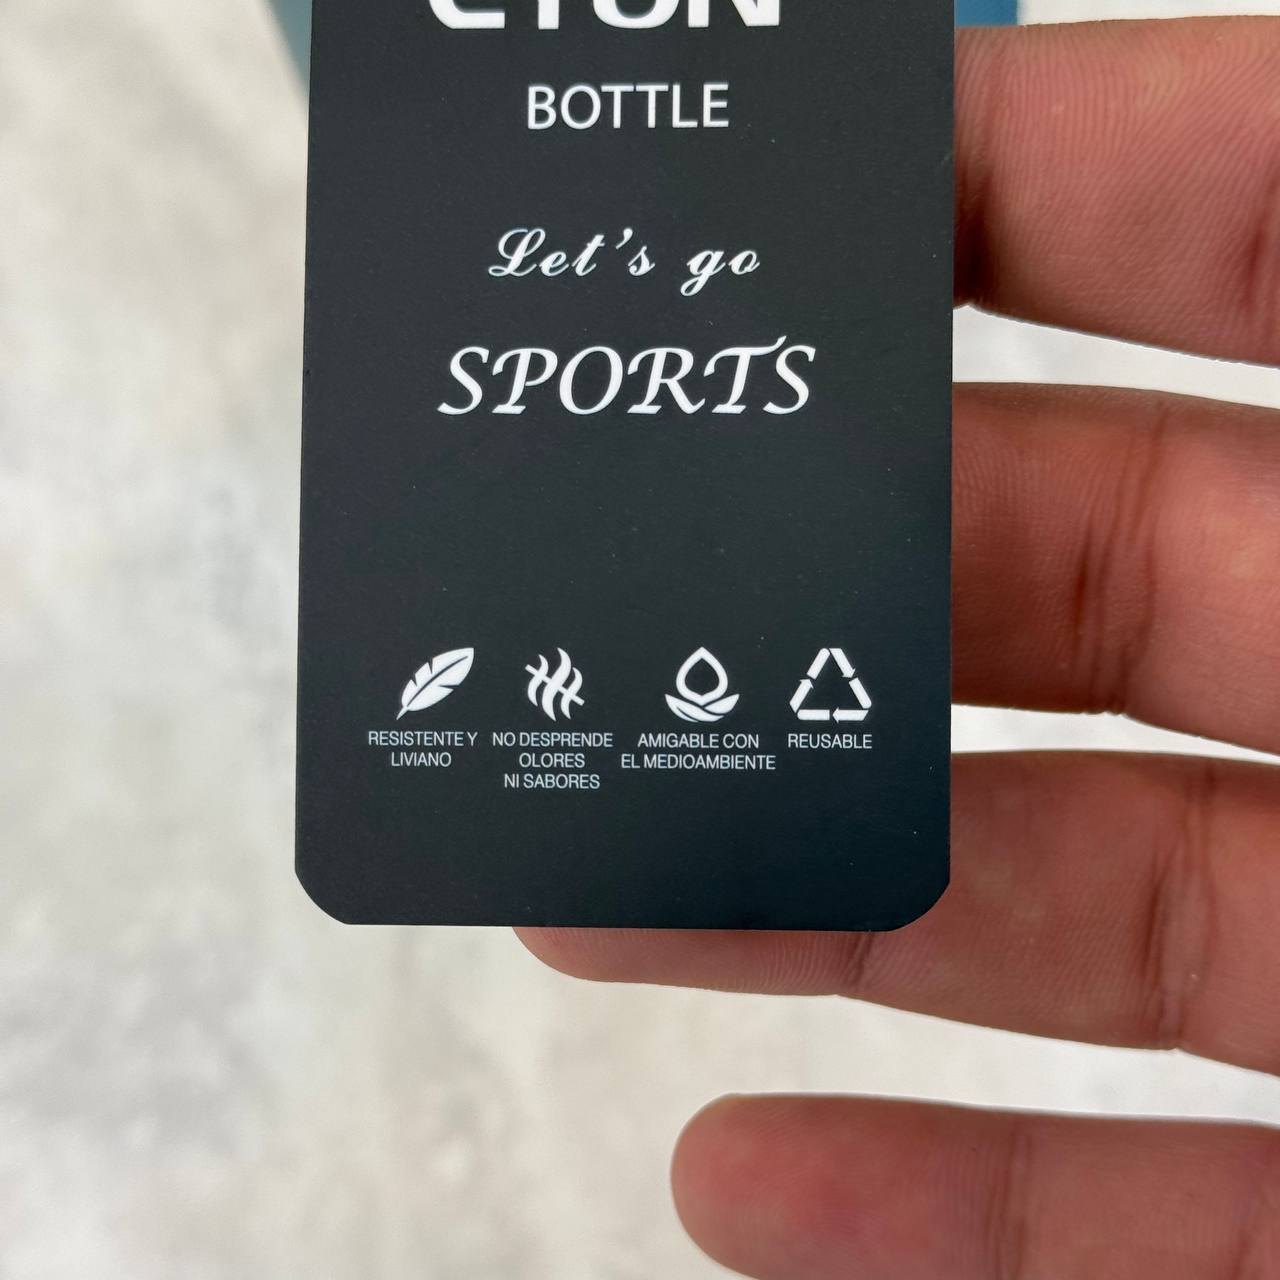 BOTTLE
Let's go
SPORTS
RESISTENTE Y
LIVIANO
NO DESPRENDE
OLORES
NI SABORES
AMIGABLE CON
EL MEDIOAMBIENTE
REUSABLE